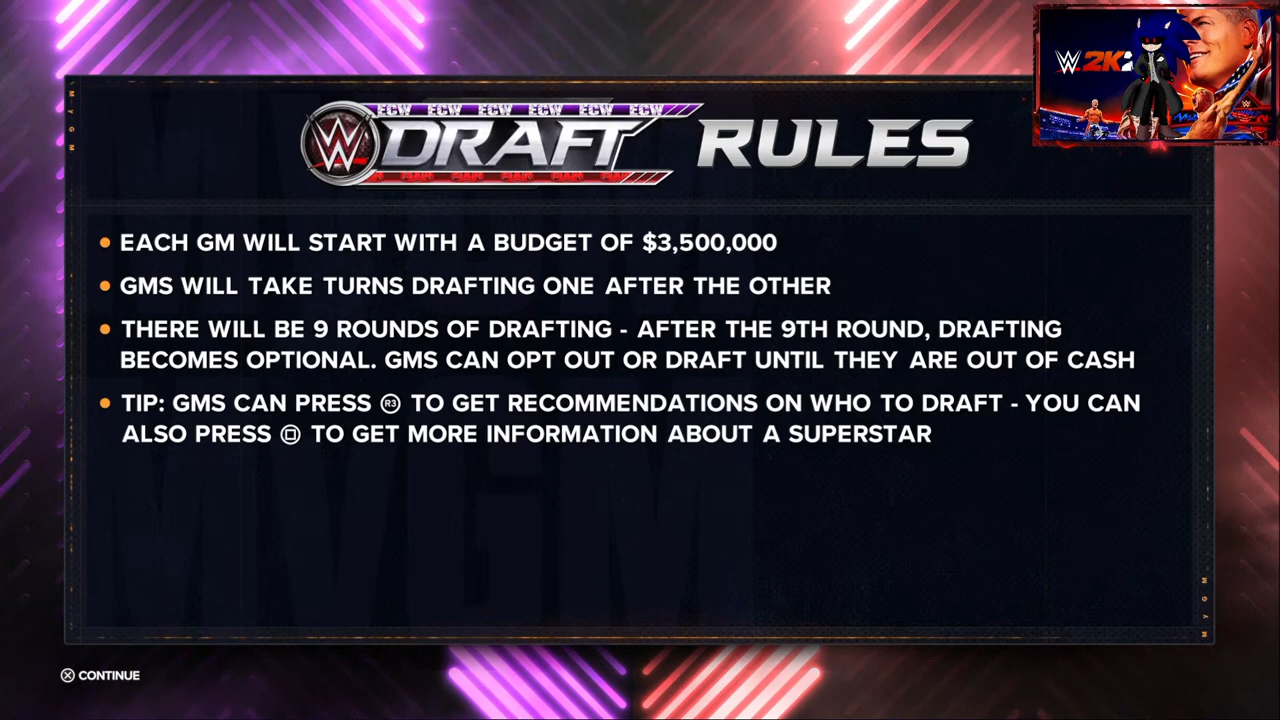 ECW ECW ECW ECW ECW ECW
W DRAFT RULES
W 2K
EACH GM WILL START WITH A BUDGET OF $3,500,000
GMS WILL TAKE TURNS DRAFTING ONE AFTER THE OTHER
THERE WILL BE 9 ROUNDS OF DRAFTING - AFTER THE 9TH ROUND, DRAFTING
BECOMES OPTIONAL. GMS CAN OPT OUT OR DRAFT UNTIL THEY ARE OUT OF CASH
TIP: GMS CAN PRESS R3 TO GET RECOMMENDATIONS ON WHO TO DRAFT - YOU CAN
ALSO PRESS TO GET MORE INFORMATION ABOUT A SUPERSTAR
MyGM
MyGM
CONTINUE